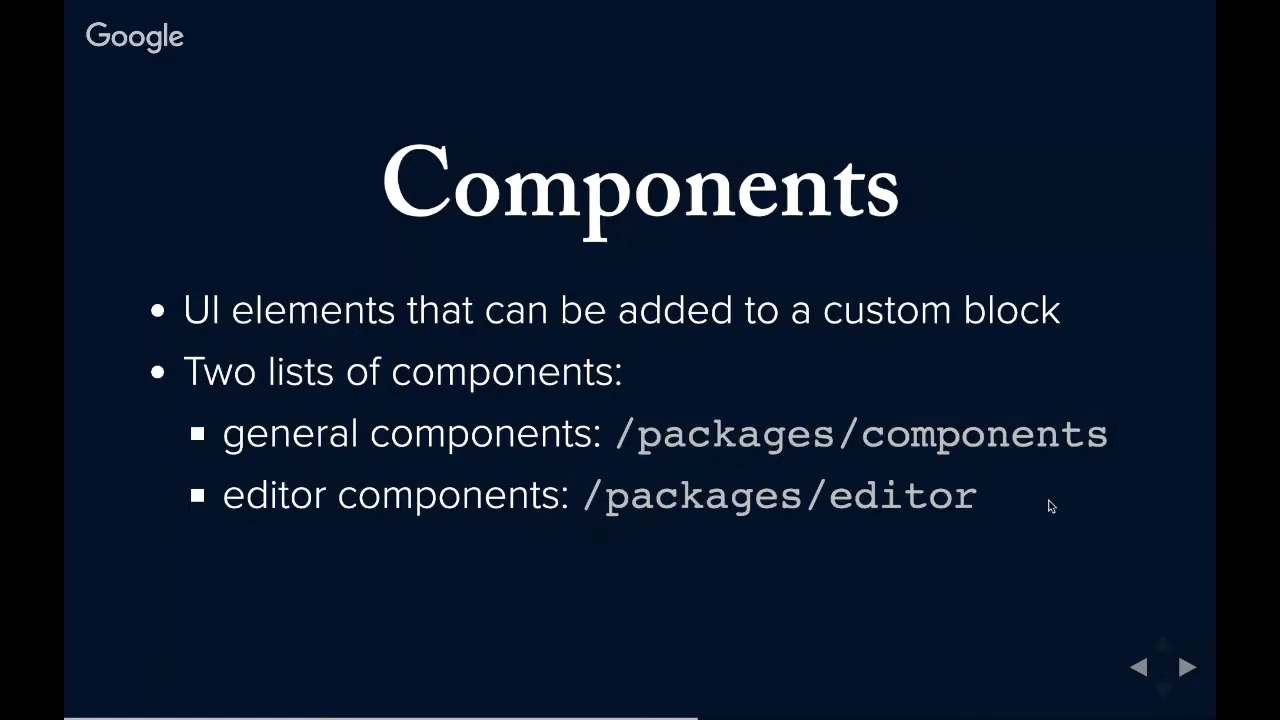 Google
Components
• UI elements that can be added to a custom block
• Two lists of components:
▪ general components: /packages/components
▪ editor components: /packages/editor